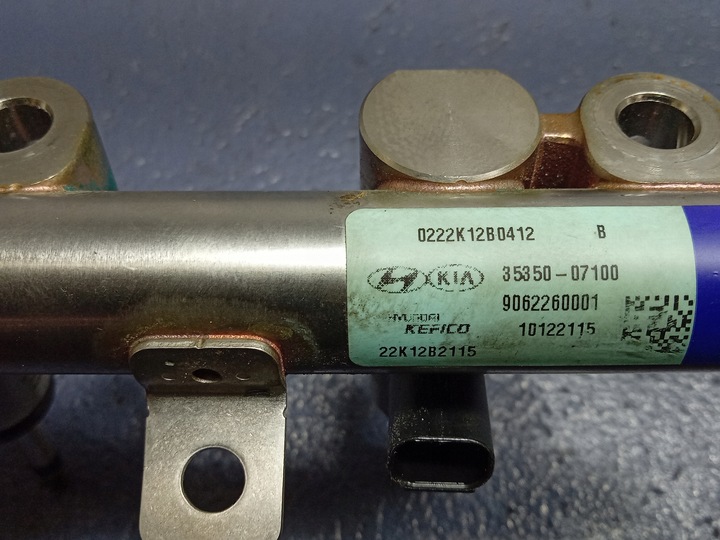 0222K12B0412 B
KIA 35350-07100
9062260001
HYUNDAI
KEFICO 10122115
22K12B2115